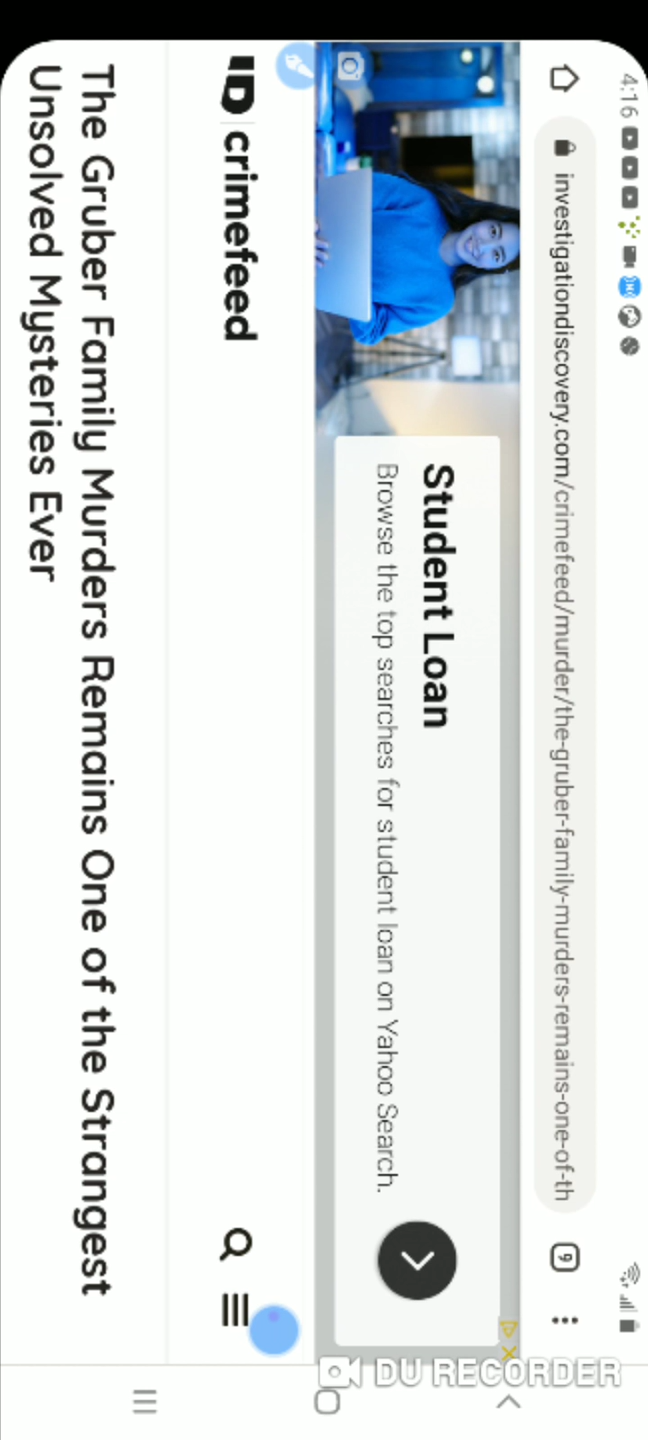 4:16
investigationdiscovery.com/crimefeed/murder/the-gruber-family-murders-remains-one-of-th
9
Student Loan
Browse the top searches for student loan on Yahoo Search.
ID crimefeed
The Gruber Family Murders Remains One of the Strangest
Unsolved Mysteries Ever
DU RECORDER